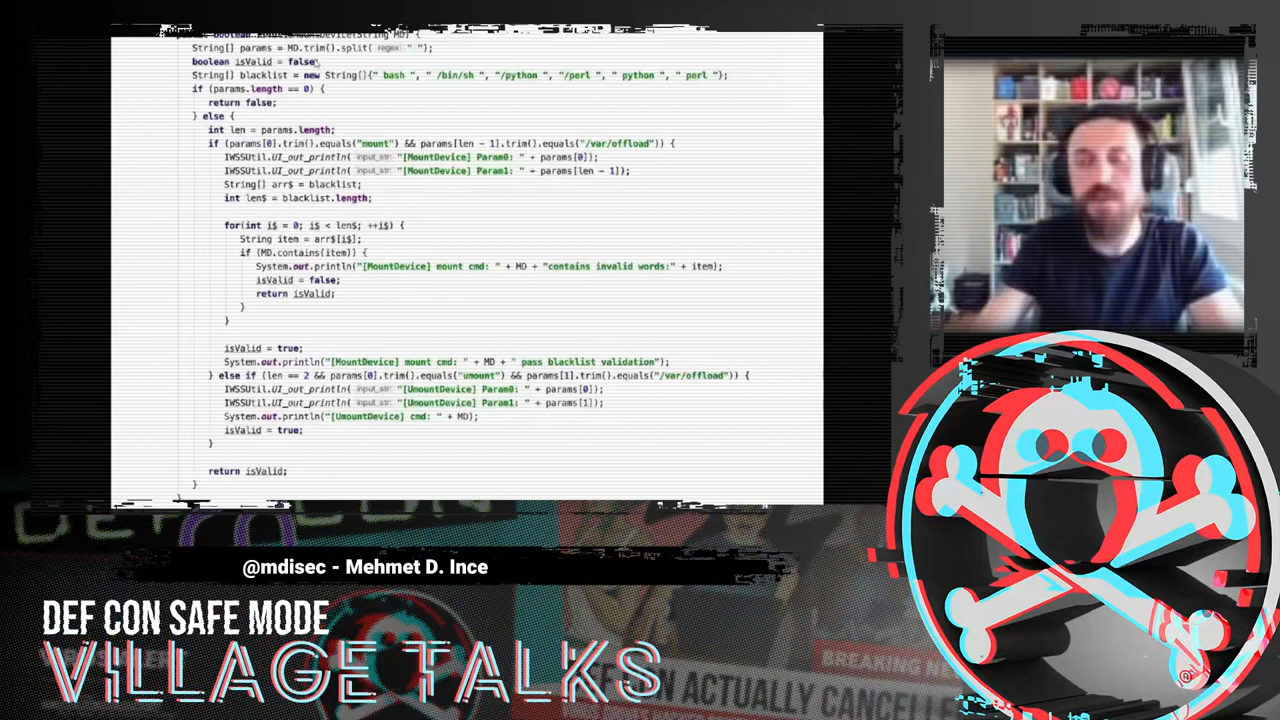 String[] params = MD.trim().split( regex: " ");
boolean isValid = false;
String[] blacklist = new String[]{" bash ", " /bin/sh ", "/python ", "/perl ", " python ", " perl "};
if (params.length == 0) {
return false;
} else {
int len = params.length;
if (params[0].trim().equals("mount") && params[len - 1].trim().equals("/var/offload")) {
IWSSUtil.UI_out_println( input_str: "[MountDevice] Param0: " + params[0]);
IWSSUtil.UI_out_println( input_str: "[MountDevice] Param1: " + params[len - 1]);
String[] arr$ = blacklist;
int len$ = blacklist.length;
for(int i$ = 0; i$ < len$; ++i$) {
String item = arr$[i$];
if (MD.contains(item)) {
System.out.println("[MountDevice] mount cmd: " + MD + "contains invalid words:" + item);
isValid = false;
return isValid;
}
}
isValid = true;
System.out.println("[MountDevice] mount cmd: " + MD + " pass blacklist validation");
} else if (len == 2 && params[0].trim().equals("umount") && params[1].trim().equals("/var/offload")) {
IWSSUtil.UI_out_println( input_str: "[UmountDevice] Param0: " + params[0]);
IWSSUtil.UI_out_println( input_str: "[UmountDevice] Param1: " + params[1]);
System.out.println("[UmountDevice] cmd: " + MD);
isValid = true;
}
return isValid;
}
}
DEF CON
@mdisec - Mehmet D. Ince
DEF CON SAFE MODE
VILLAGE TALKS
BREAKING NE
EF CON ACTUALLY CANCELLE
®